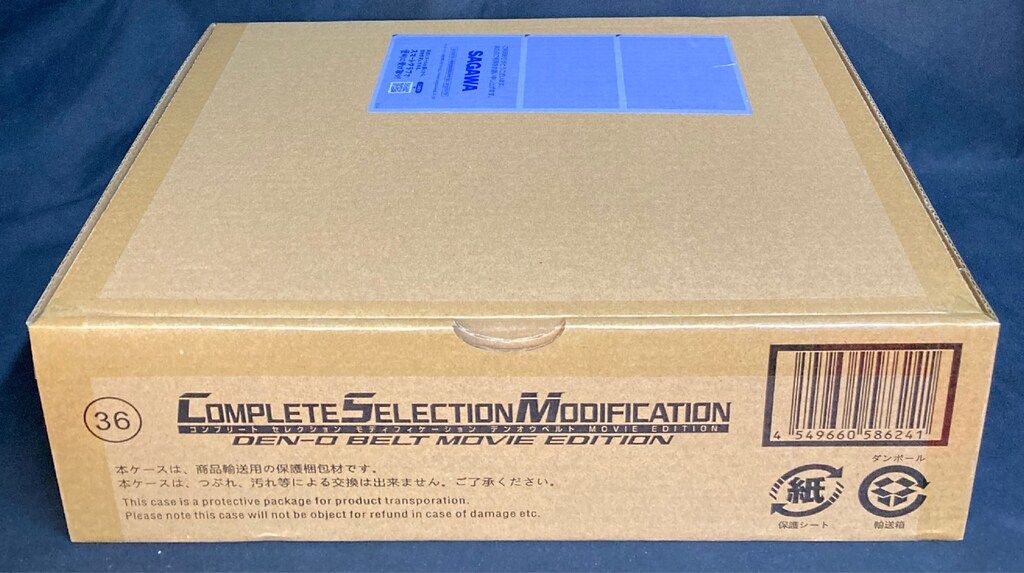 SAGAWA
36
COMPLETE SELECTION MODIFICATION
コンプリート セレクション モディフィケーション デンオウベルト MOVIE EDITION
DEN-O BELT MOVIE EDITION
本ケースは、商品輸送用の保護梱包材です。
本ケースは、つぶれ、汚れ等による交換は出来ません。ご了承ください。
This case is a protective package for product transporation.
Please note this case will not be object for refund in case of damage etc.
4 549660 586241
ダンボール
紙
保護シート
輸送箱